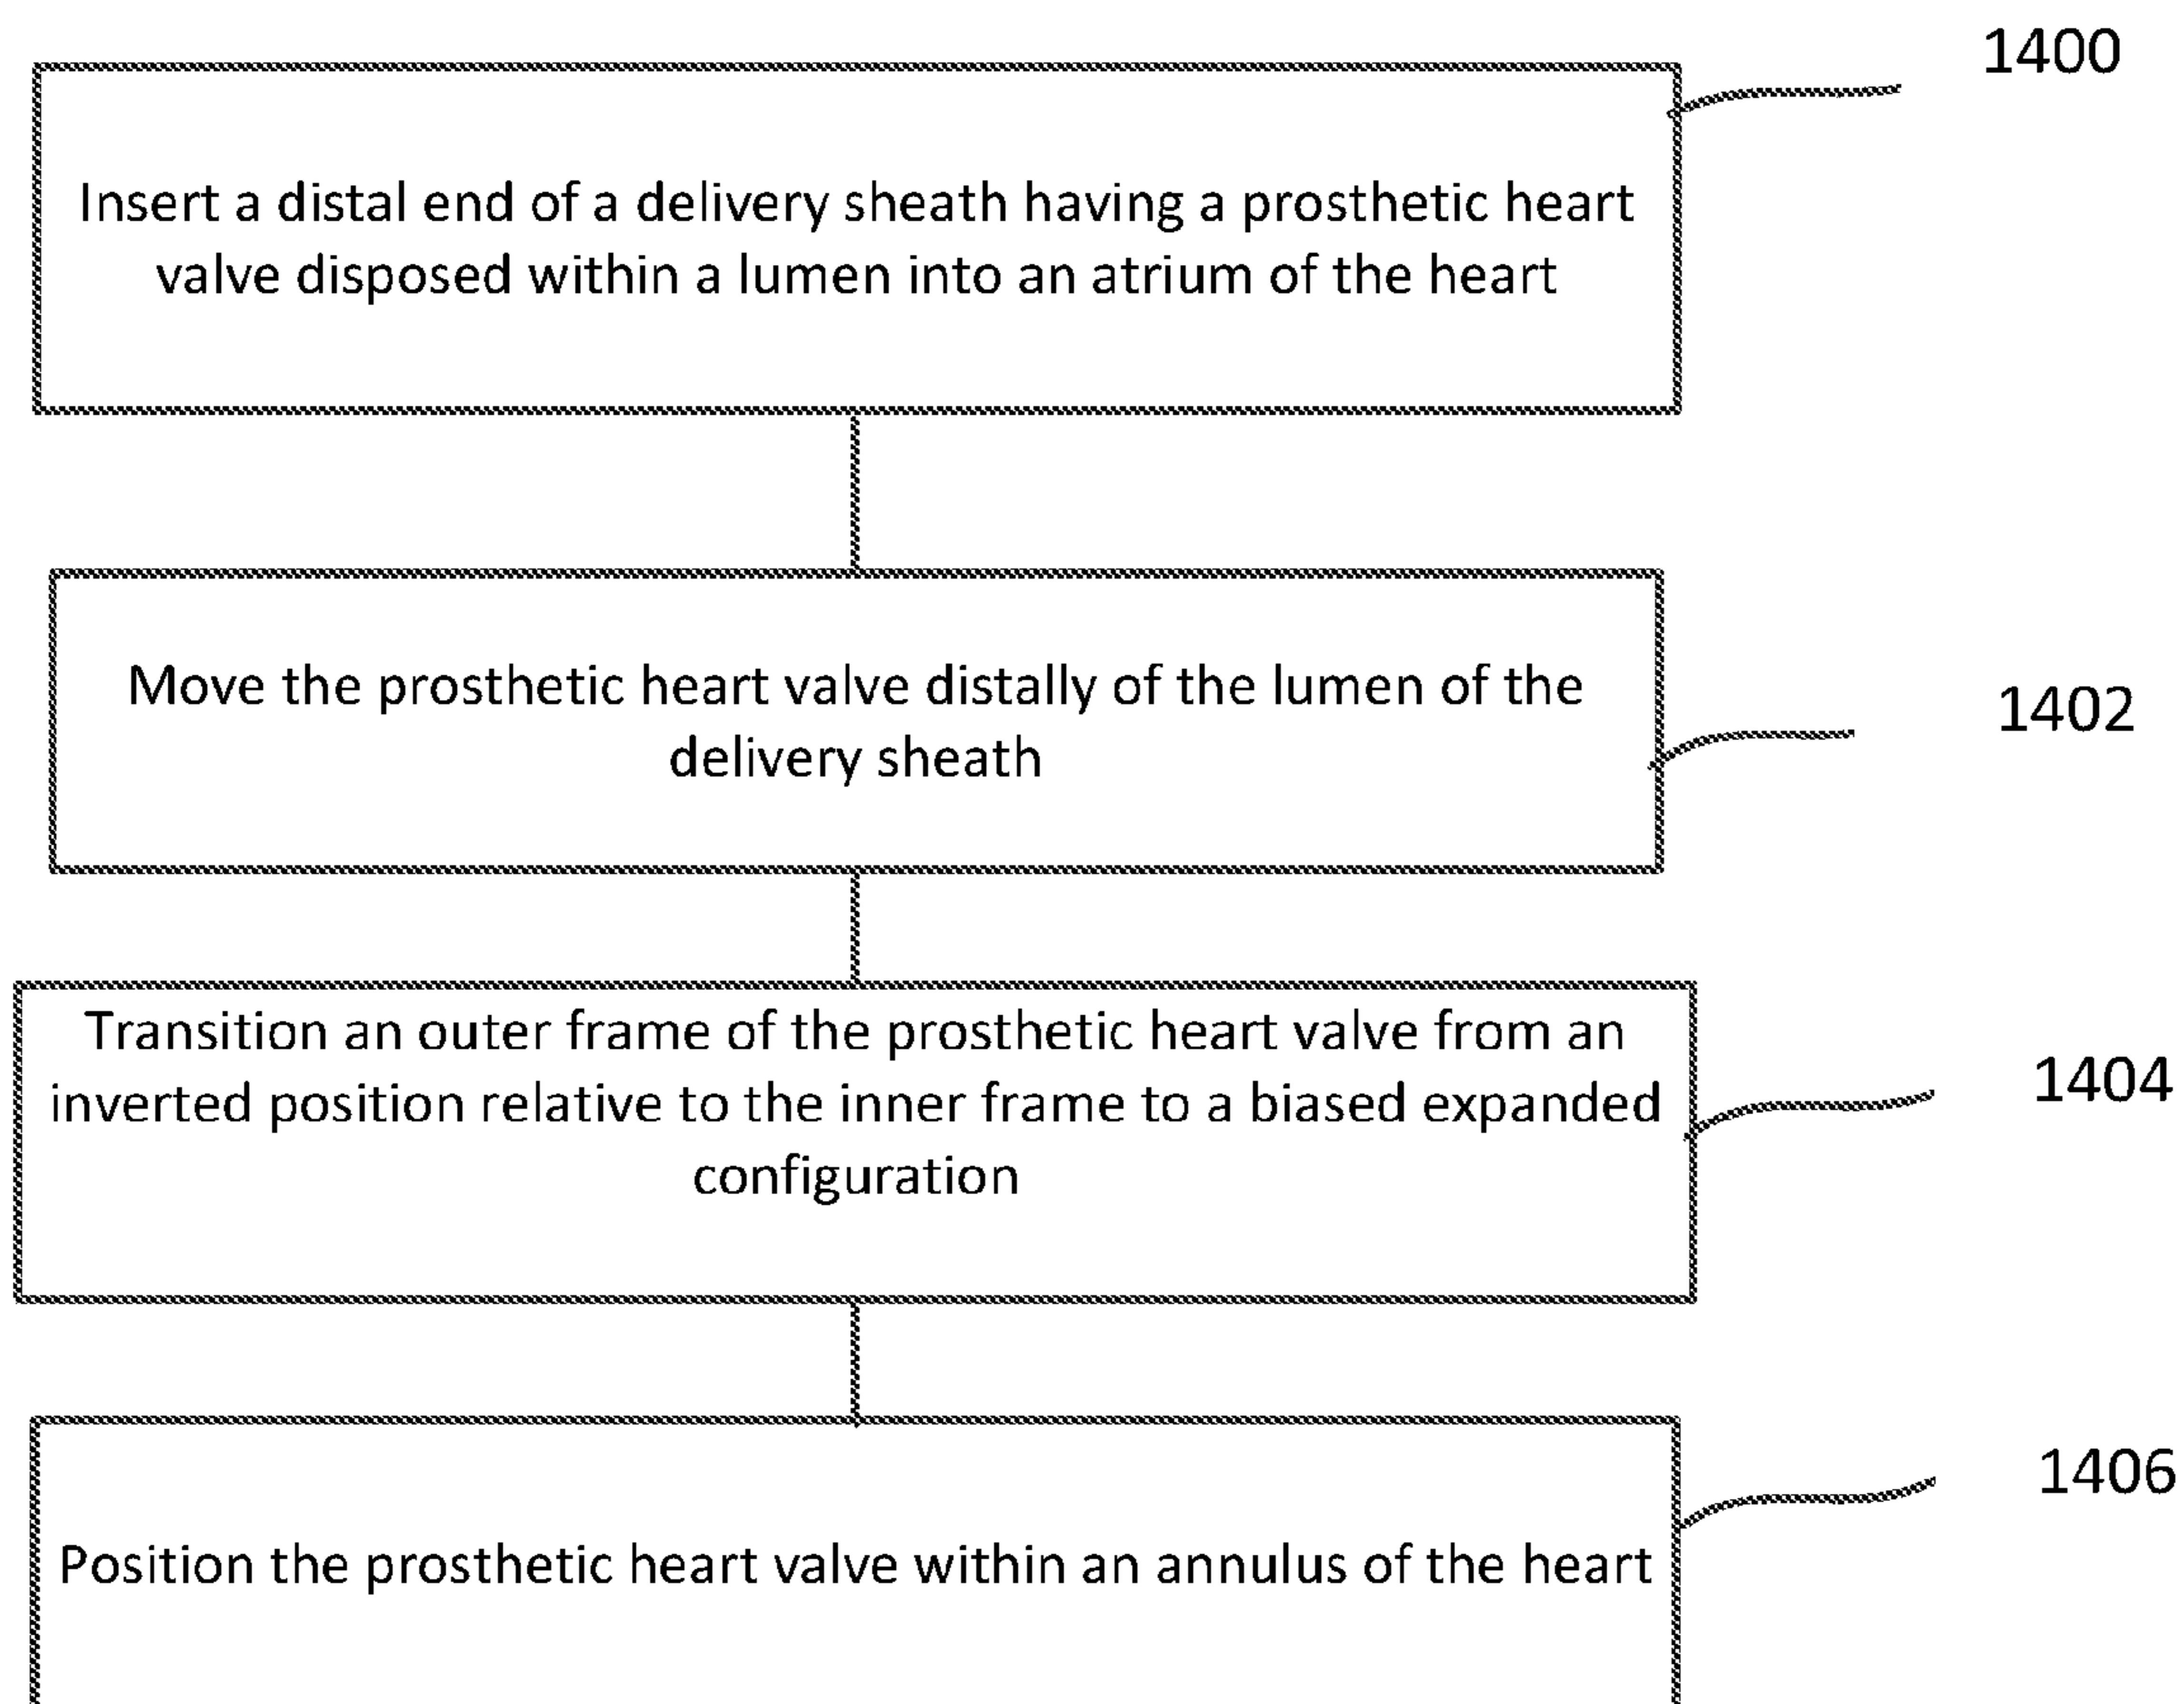 1400
Insert a distal end of a delivery sheath having a prosthetic heart
valve disposed within a lumen into an atrium of the heart
Move the prosthetic heart valve distally of the lumen of the
delivery sheath
1402
Transition an outer frame of the prosthetic heart valve from an
inverted position relative to the inner frame to a biased expanded
configuration
1404
Position the prosthetic heart valve within an annulus of the heart
1406